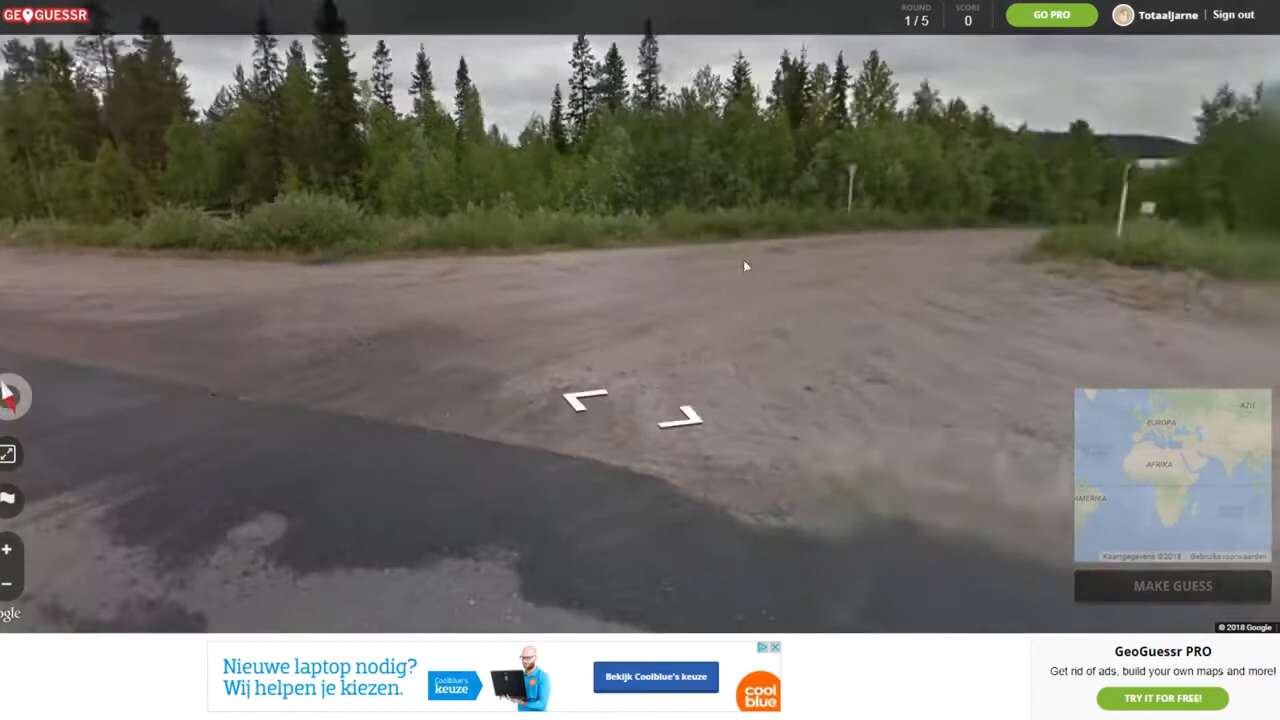 GEOGUESSR
ROUND
1 / 5
SCORE
0
GO PRO
TotaalJarne
Sign out
AZIË
EUROPA
AFRIKA
AMERIKA
Kaartgegevens ©2018
Gebruiksvoorwaarden
MAKE GUESS
ogle
© 2018 Google
Nieuwe laptop nodig?
Wij helpen je kiezen.
Coolblue's
keuze
Bekijk Coolblue's keuze
cool
blue
GeoGuessr PRO
Get rid of ads, build your own maps and more!
TRY IT FOR FREE!